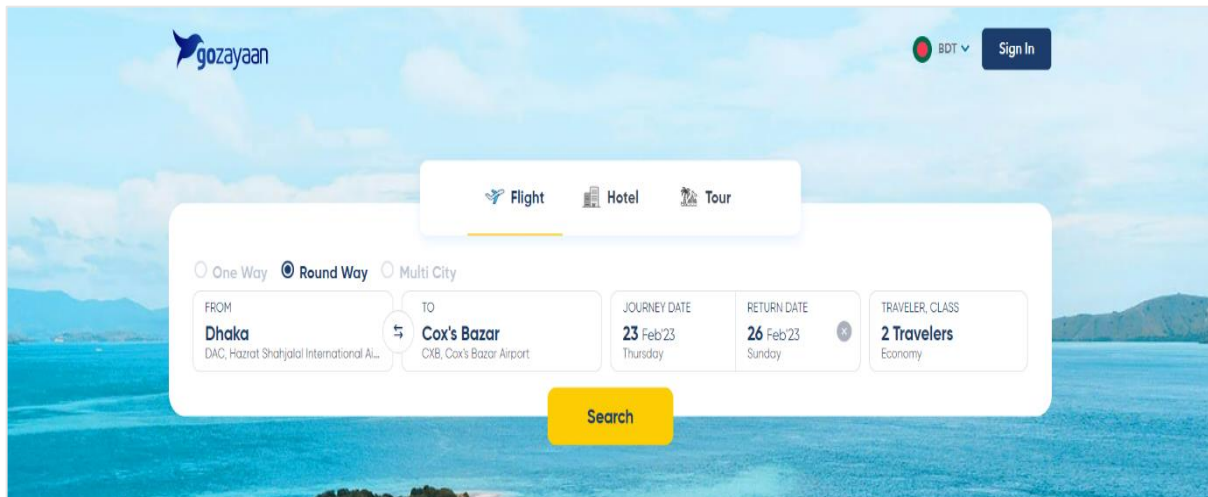 gozayaan
BDT
Sign In
Flight
Hotel
Tour
One Way
Round Way
Multi City
FROM
Dhaka
DAC, Hazrat Shahjalal International Ai...
TO
Cox's Bazar
CXB, Cox's Bazar Airport
JOURNEY DATE
23 Feb'23
Thursday
RETURN DATE
26 Feb'23
Sunday
TRAVELER, CLASS
2 Travelers
Economy
Search